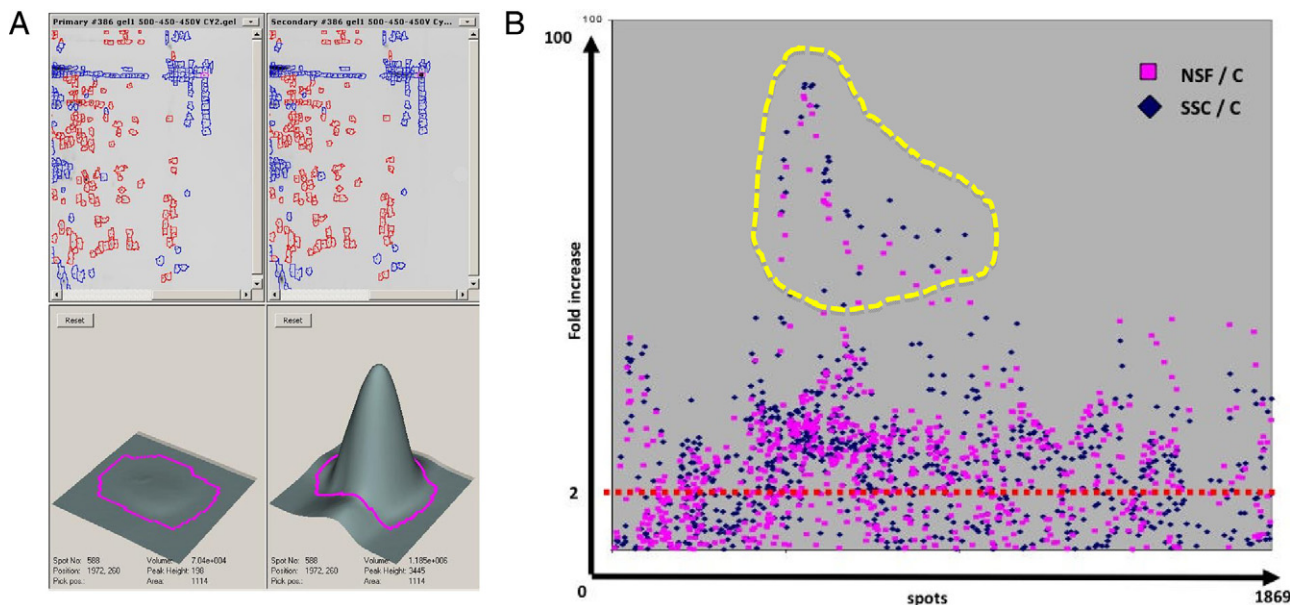 A
Primary #386 gel1 500-450-450V CY2.gel
Secondary #386 gel1 500-450-450V Cy...
Reset
Reset
Spot No: 588 Volume: 7.04e+004
Position: 1972, 260 Peak Height: 190
Pick pos.: Area: 1114
Spot No: 588 Volume: 1.185e+006
Position: 1972, 260 Peak Height: 3445
Pick pos.: Area: 1114
B
100
100
NSF / C
SSC / C
Fold increase
2
0
spots
1869